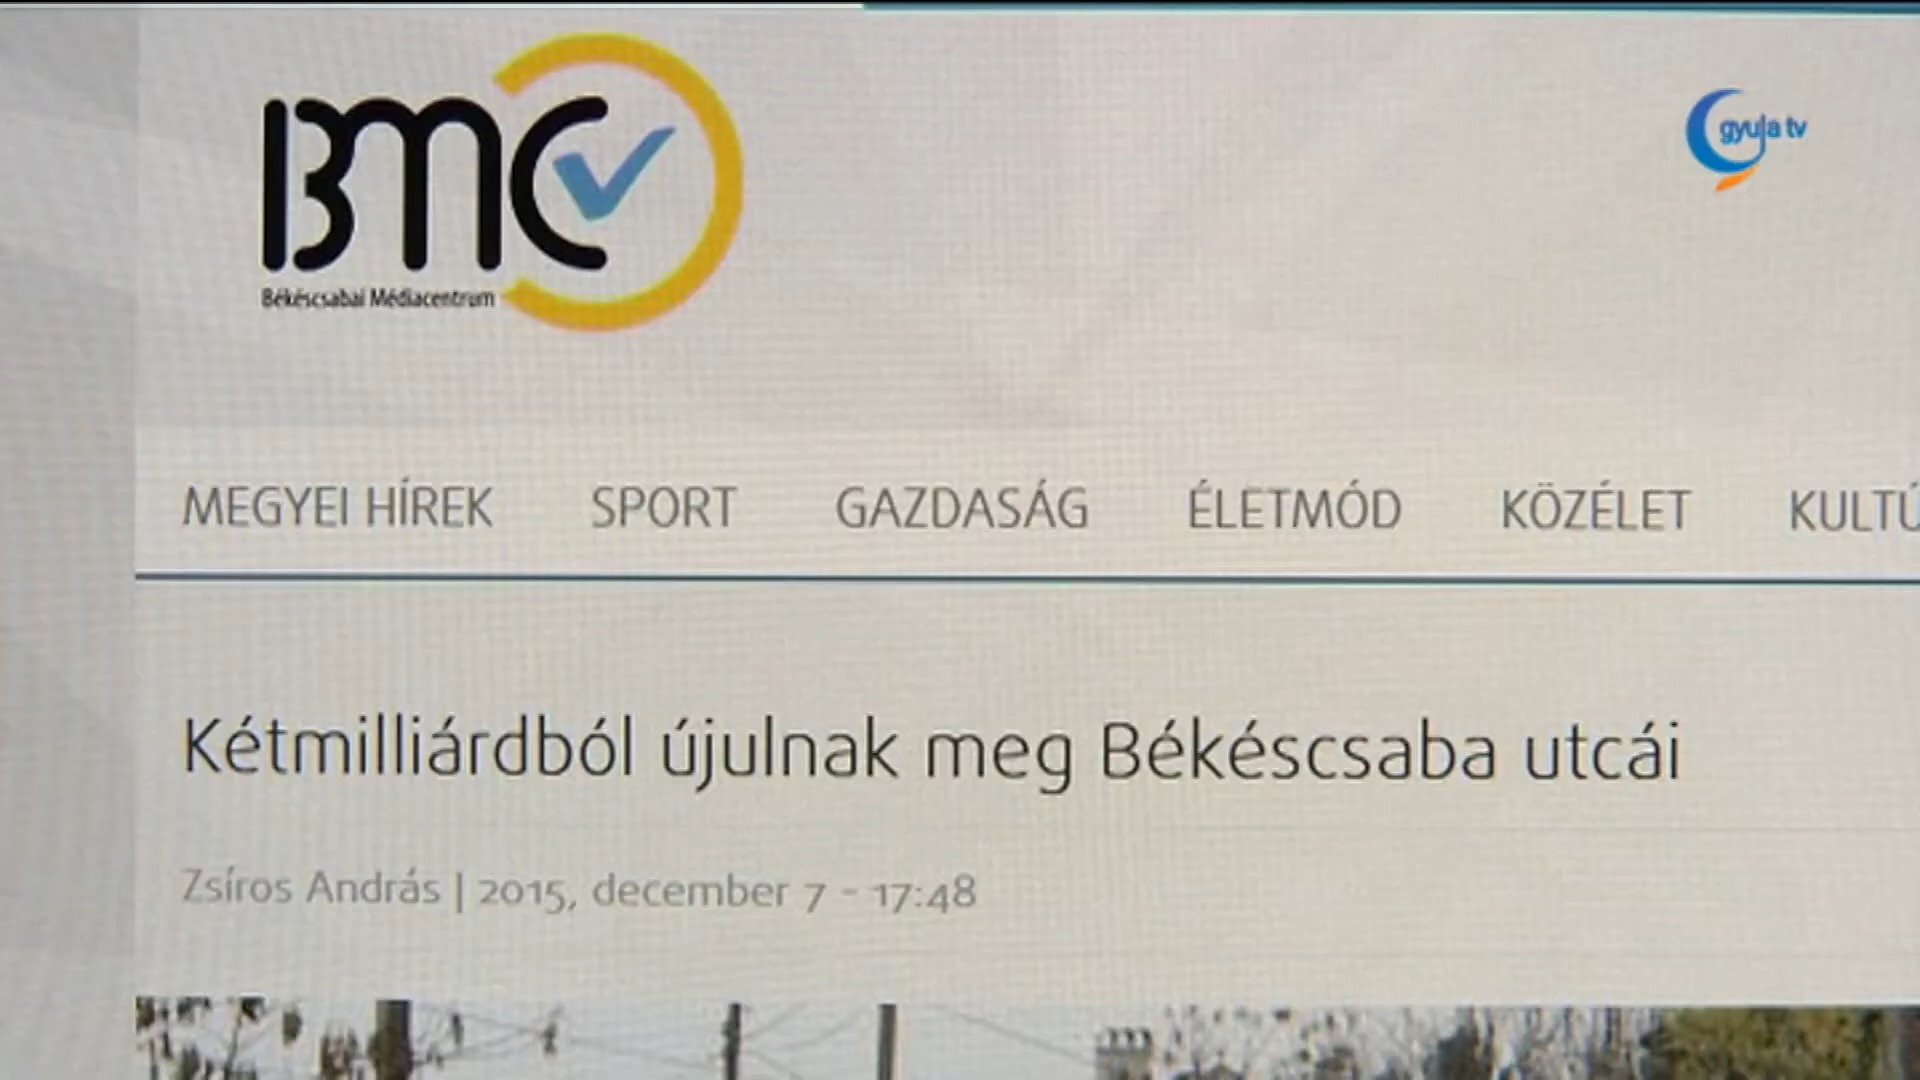 BMC
Békéscsabai Médiacentrum
gyula tv
MEGYEI HÍREK SPORT GAZDASÁG ÉLETMÓD KÖZÉLET KULTÚ
Kétmilliárdból újulnak meg Békéscsaba utcái
Zsíros András | 2015, december 7 - 17:48